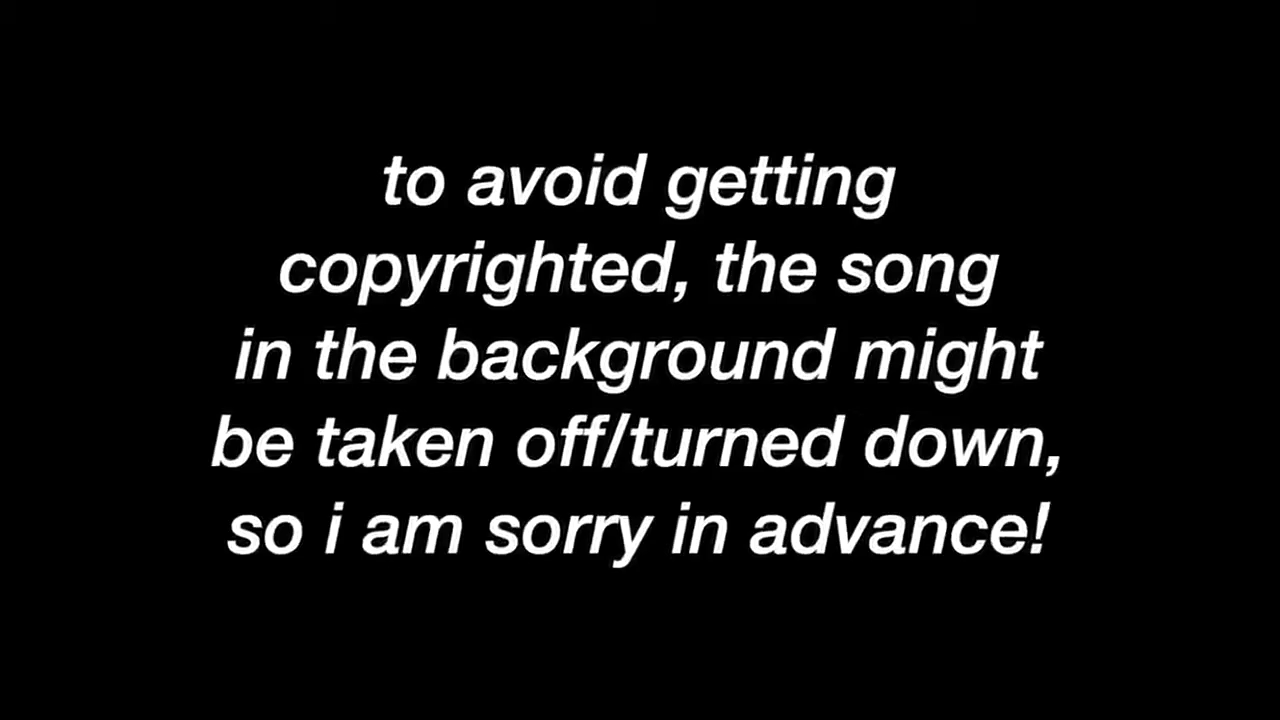 to avoid getting
copyrighted, the song
in the background might
be taken off/turned down,
so i am sorry in advance!